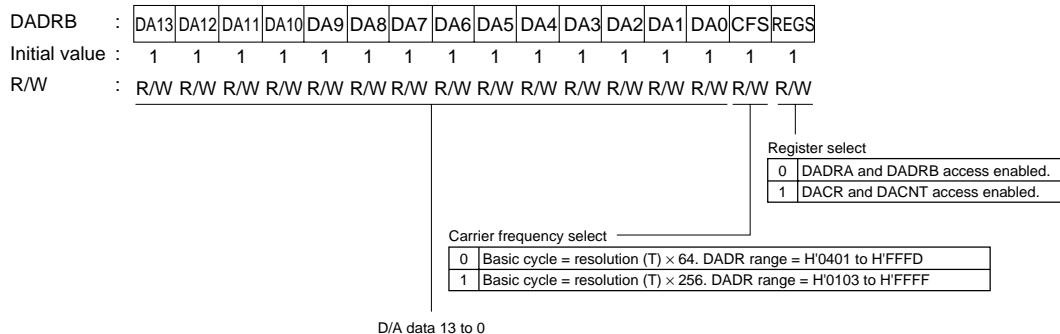 DADRB : DA13 DA12 DA11 DA10 DA9 DA8 DA7 DA6 DA5 DA4 DA3 DA2 DA1 DA0 CFS REGS
Initial value : 1 1 1 1 1 1 1 1 1 1 1 1 1 1 1 1
R/W : R/W R/W R/W R/W R/W R/W R/W R/W R/W R/W R/W R/W R/W R/W R/W R/W
Register select
0 DADRA and DADRB access enabled.
1 DACR and DACNT access enabled.
Carrier frequency select
0 Basic cycle = resolution (T) × 64. DADR range = H'0401 to H'FFFD
1 Basic cycle = resolution (T) × 256. DADR range = H'0103 to H'FFFF
D/A data 13 to 0